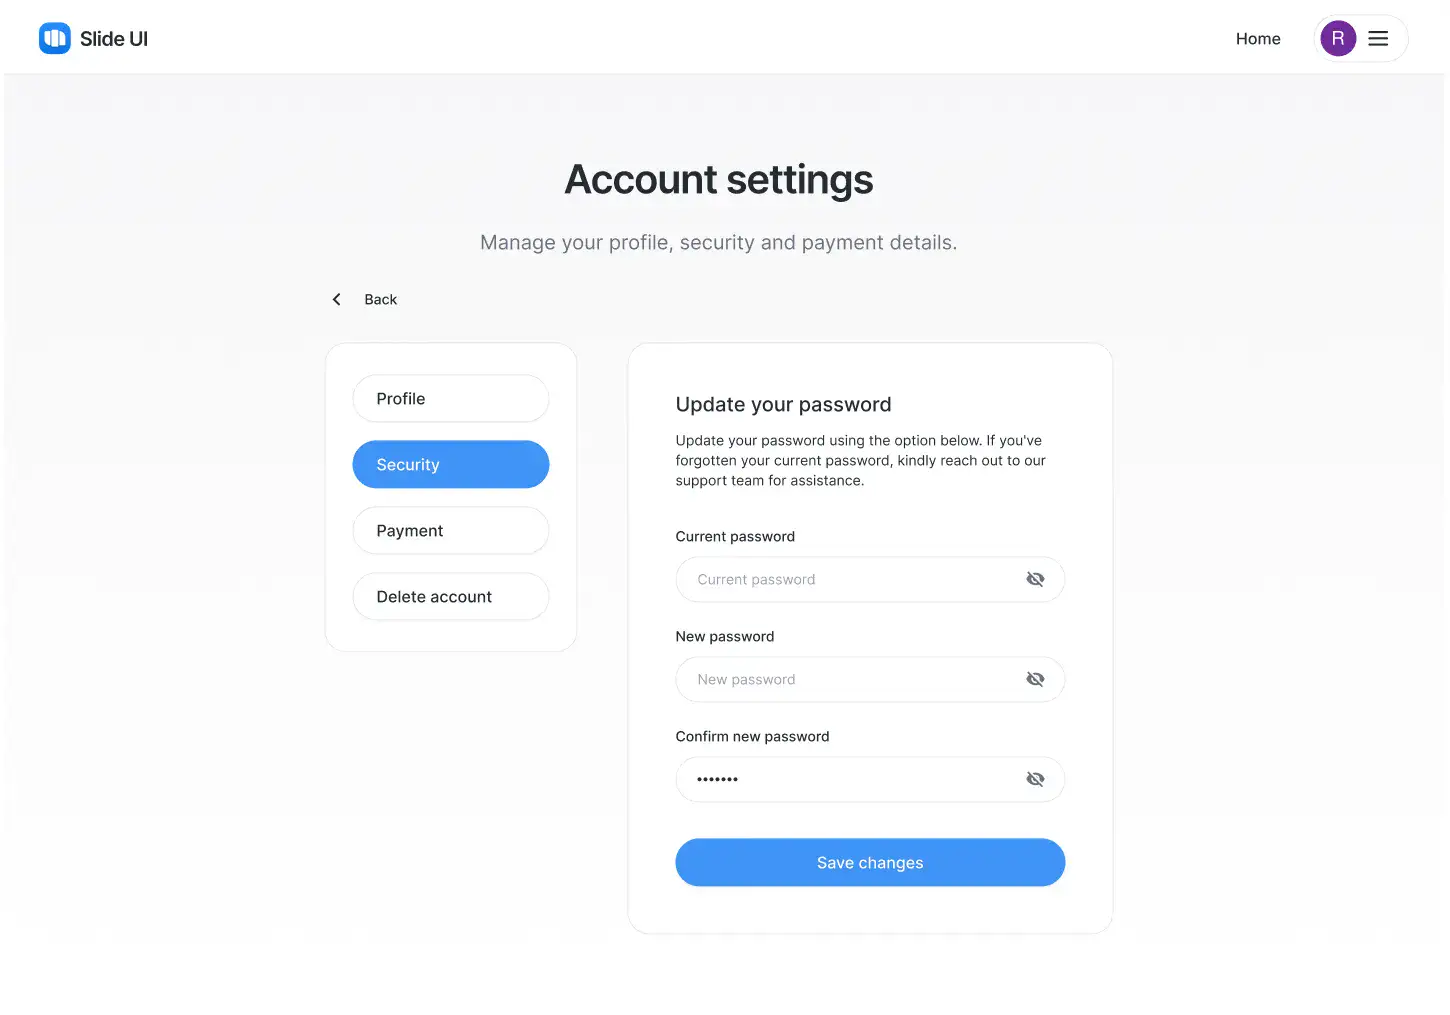 Slide UI
Home
R
Account settings
Manage your profile, security and payment details.
Back
Profile
Security
Payment
Delete account
Update your password
Update your password using the option below. If you've
forgotten your current password, kindly reach out to our
support team for assistance.
Current password
Current password
New password
New password
Confirm new password
•••••••
Save changes